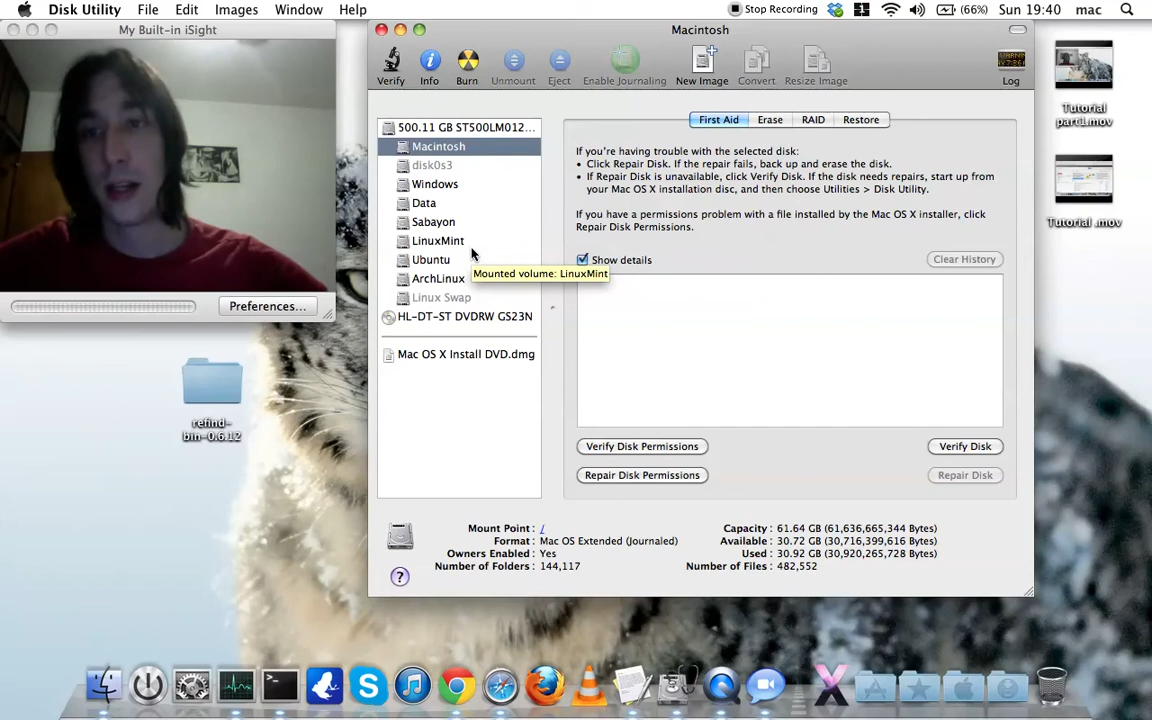 Disk Utility File Edit Images Window Help
Stop Recording (66%) Sun 19:40 mac
My Built-in iSight
Preferences...
Macintosh
Verify Info Burn Unmount Eject Enable Journaling New Image Convert Resize Image Log
500.11 GB ST500LM012...
Macintosh
disk0s3
Windows
Data
Sabayon
LinuxMint
Ubuntu
ArchLinux
Linux Swap
HL-DT-ST DVDRW GS23N
Mac OS X Install DVD.dmg
Mounted volume: LinuxMint
First Aid Erase RAID Restore
If you're having trouble with the selected disk:
• Click Repair Disk. If the repair fails, back up and erase the disk.
• If Repair Disk is unavailable, click Verify Disk. If the disk needs repairs, start up from
your Mac OS X installation disc, and then choose Utilities > Disk Utility.
If you have a permissions problem with a file installed by the Mac OS X installer, click
Repair Disk Permissions.
Show details Clear History
Verify Disk Permissions Verify Disk
Repair Disk Permissions Repair Disk
Mount Point : / Capacity : 61.64 GB (61,636,665,344 Bytes)
Format : Mac OS Extended (Journaled) Available : 30.72 GB (30,716,399,616 Bytes)
Owners Enabled : Yes Used : 30.92 GB (30,920,265,728 Bytes)
Number of Folders : 144,117 Number of Files : 482,552
?
Tutorial
part1.mov
Tutorial .mov
refind-
bin-0.6.12